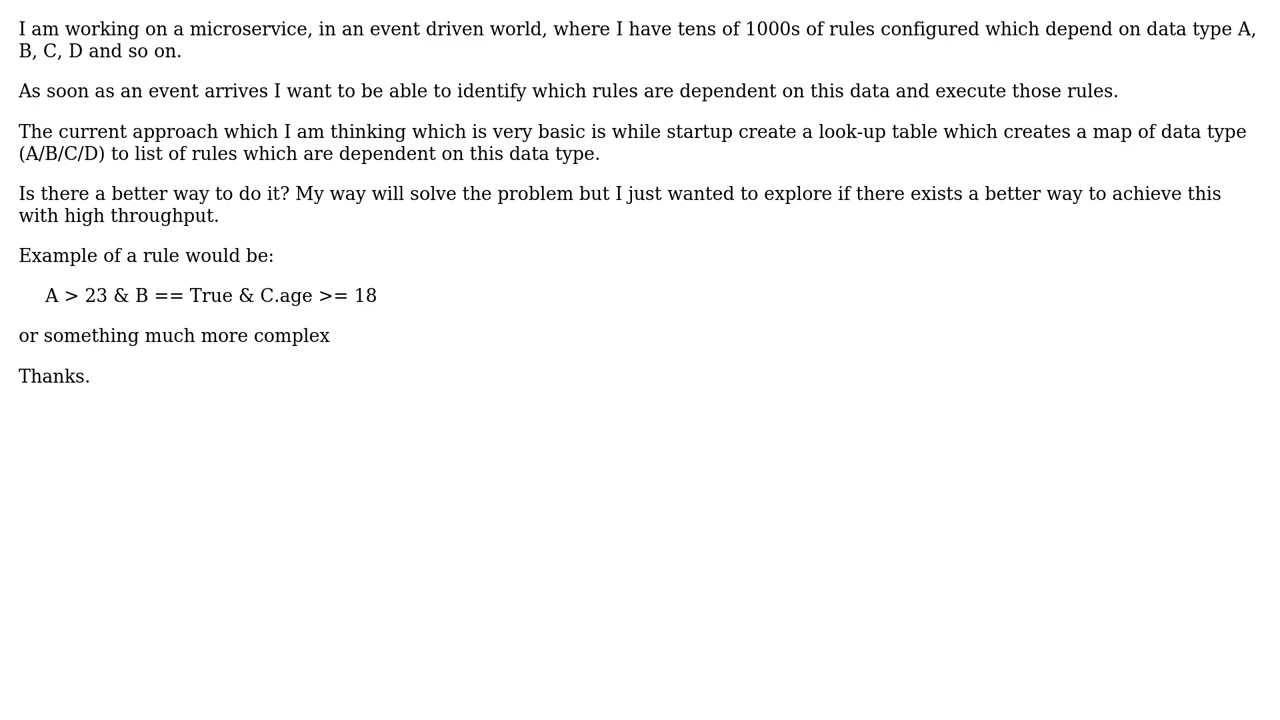 I am working on a microservice, in an event driven world, where I have tens of 1000s of rules configured which depend on data type A,
B, C, D and so on.
As soon as an event arrives I want to be able to identify which rules are dependent on this data and execute those rules.
The current approach which I am thinking which is very basic is while startup create a look-up table which creates a map of data type
(A/B/C/D) to list of rules which are dependent on this data type.
Is there a better way to do it? My way will solve the problem but I just wanted to explore if there exists a better way to achieve this
with high throughput.
Example of a rule would be:
A > 23 & B == True & C.age >= 18
or something much more complex
Thanks.